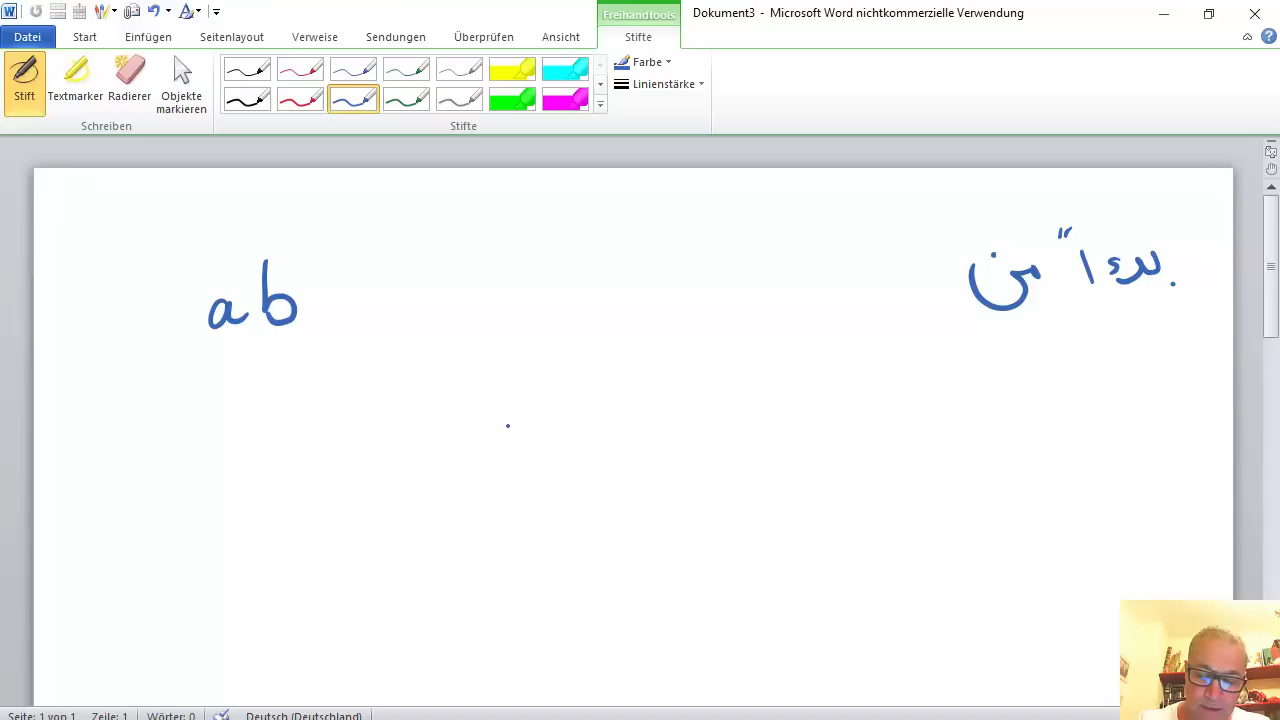 Freihandtools
Dokument3 - Microsoft Word nichtkommerzielle Verwendung
Datei Start Einfügen Seitenlayout Verweise Sendungen Überprüfen Ansicht Stifte
Stift Textmarker Radierer Objekte markieren
Farbe
Linienstärke
Schreiben Stifte
ab
من
Seite: 1 von 1 Zeile: 1 Wörter: 0 Deutsch (Deutschland)